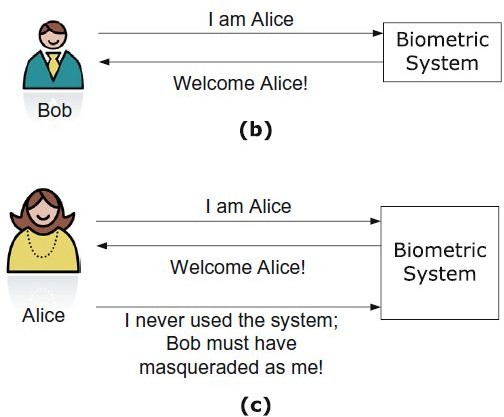 I am Alice
Biometric
System
Welcome Alice!
Bob
(b)
I am Alice
Welcome Alice!
Biometric
System
Alice
I never used the system;
Bob must have
masqueraded as me!
(c)